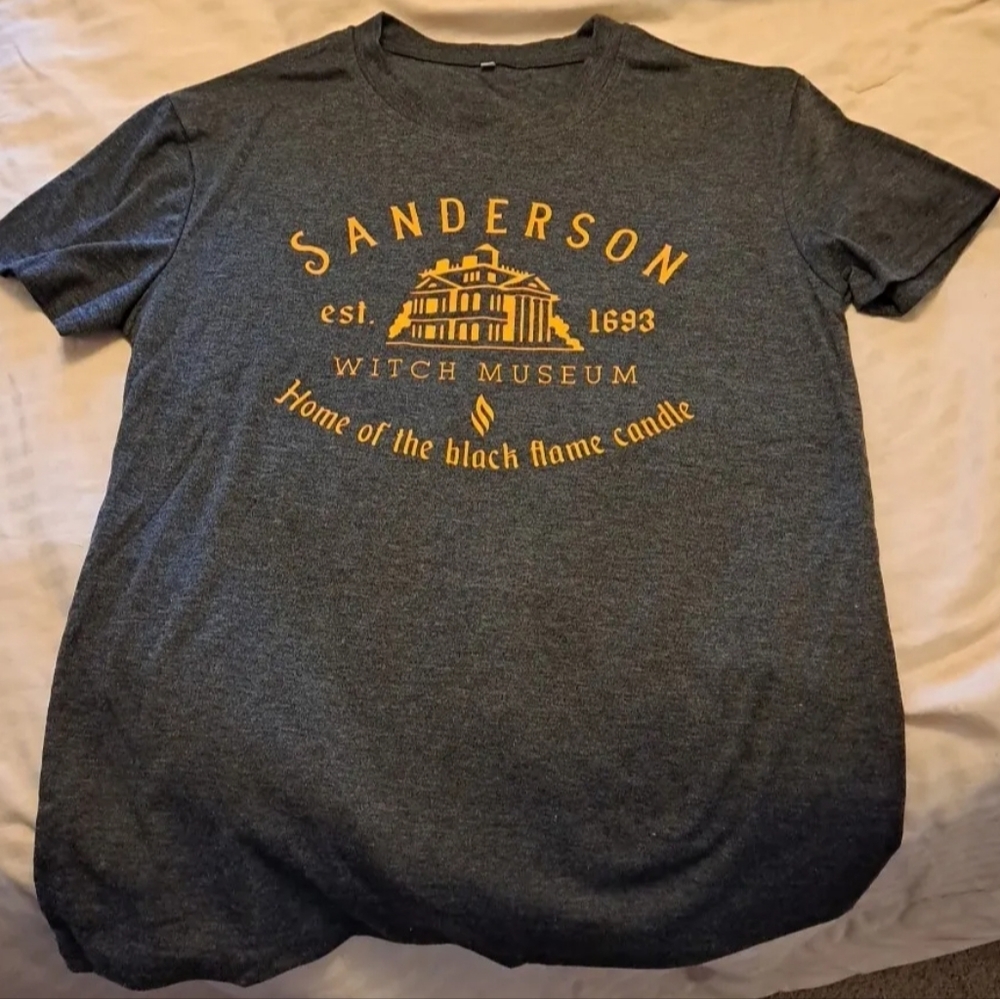 SANDERSON
est. 1693
WITCH MUSEUM
Home of the black flame candle